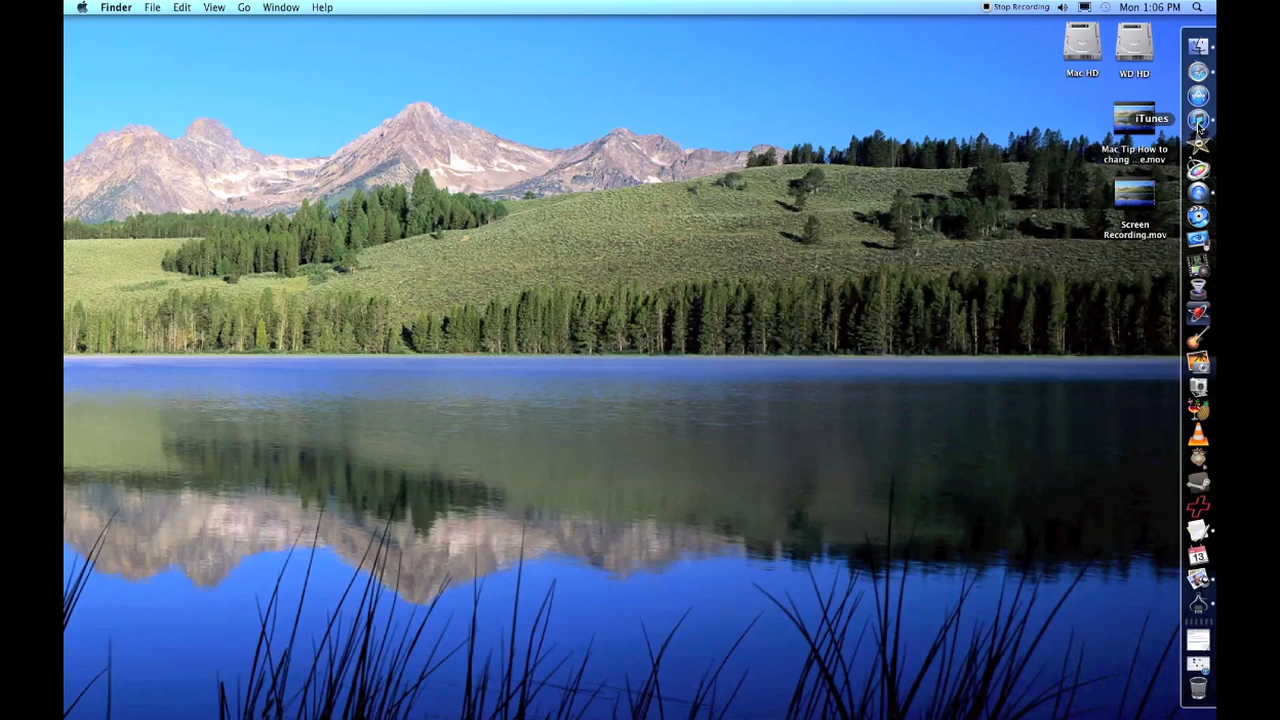 Finder File Edit View Go Window Help Stop Recording Mon 1:06 PM
Mac HD WD HD
iTunes
Mac Tip How to
chang ...e.mov
Screen
Recording.mov
13